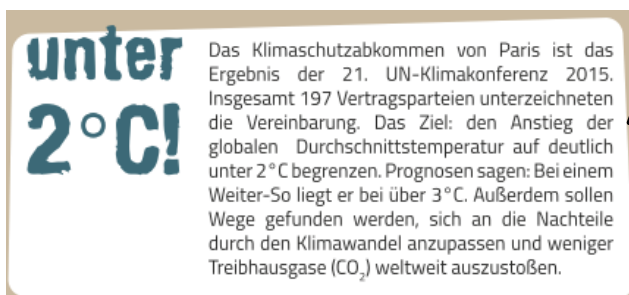 unter
2°C!
Das Klimaschutzabkommen von Paris ist das
Ergebnis der 21. UN-Klimakonferenz 2015.
Insgesamt 197 Vertragsparteien unterzeichneten
die Vereinbarung. Das Ziel: den Anstieg der
globalen Durchschnittstemperatur auf deutlich
unter 2°C begrenzen. Prognosen sagen: Bei einem
Weiter-So liegt er bei über 3°C. Außerdem sollen
Wege gefunden werden, sich an die Nachteile
durch den Klimawandel anzupassen und weniger
Treibhausgase (CO₂) weltweit auszustoßen.